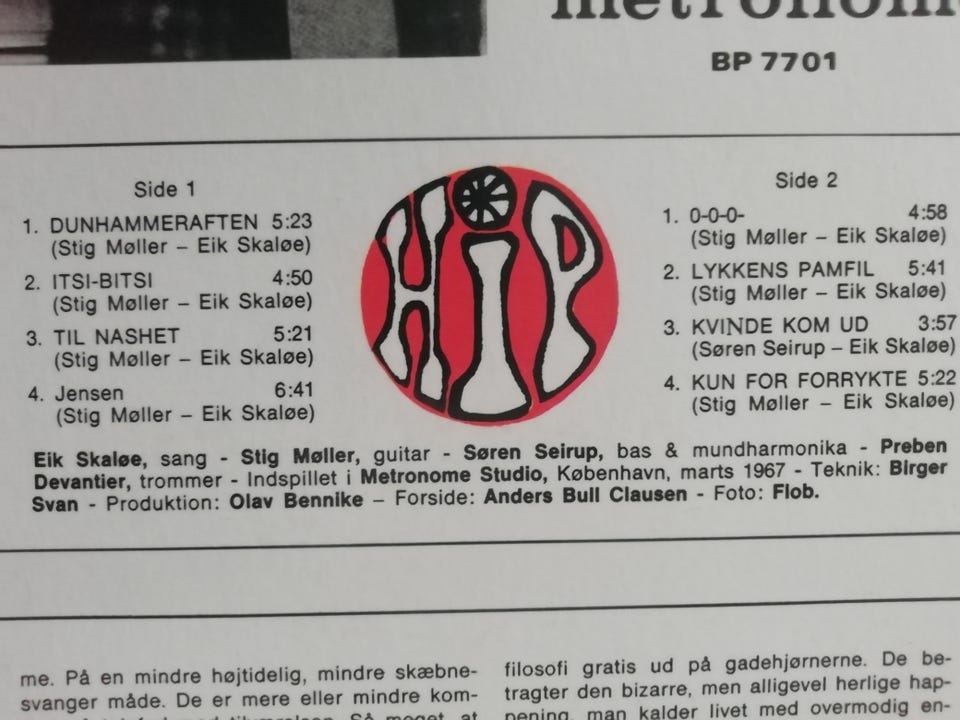 metronome
BP 7701
Side 1
1. DUNHAMMERAFTEN 5:23
(Stig Møller – Eik Skaløe)
2. ITSI-BITSI 4:50
(Stig Møller – Eik Skaløe)
3. TIL NASHET 5:21
(Stig Møller – Eik Skaløe)
4. Jensen 6:41
(Stig Møller – Eik Skaløe)
HiP
Side 2
1. 0-0-0- 4:58
(Stig Møller – Eik Skaløe)
2. LYKKENS PAMFIL 5:41
(Stig Møller – Eik Skaløe)
3. KVINDE KOM UD 3:57
(Søren Seirup – Eik Skaløe)
4. KUN FOR FORRYKTE 5:22
(Stig Møller – Eik Skaløe)
Eik Skaløe, sang - Stig Møller, guitar - Søren Seirup, bas & mundharmonika - Preben
Devantier, trommer - Indspillet i Metronome Studio, København, marts 1967 - Teknik: Birger
Svan - Produktion: Olav Bennike – Forside: Anders Bull Clausen - Foto: Flob.
me. På en mindre højtidelig, mindre skæbne-
svanger måde. De er mere eller mindre kom-
Så meget, at
filosofi gratis ud på gadehjørnerne. De be-
tragter den bizarre, men alligevel herlige hap-
pening, man kalder livet med overmodig en-